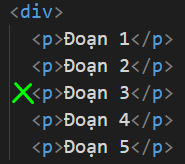 <div>
<p>Đoạn 1</p>
<p>Đoạn 2</p>
<p>Đoạn 3</p>
<p>Đoạn 4</p>
<p>Đoạn 5</p>